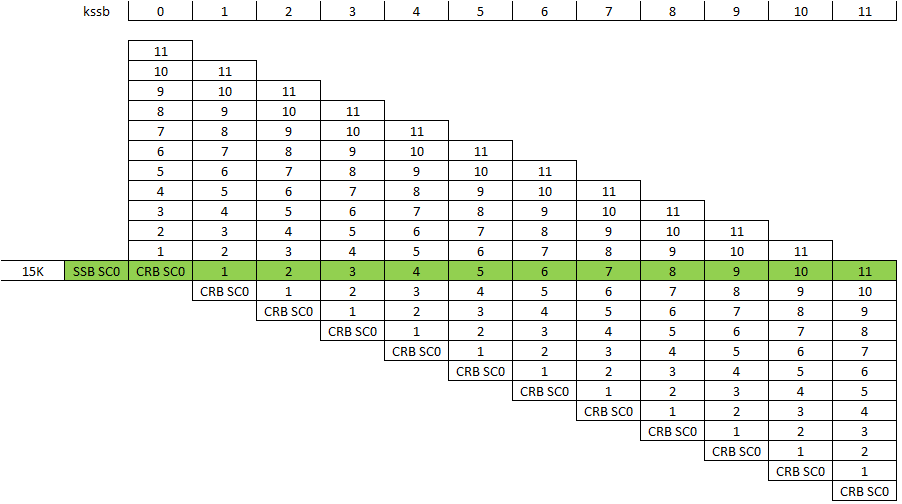 kssb 0 1 2 3 4 5 6 7 8 9 10 11
11
10 11
9 10 11
8 9 10 11
7 8 9 10 11
6 7 8 9 10 11
5 6 7 8 9 10 11
4 5 6 7 8 9 10 11
3 4 5 6 7 8 9 10 11
2 3 4 5 6 7 8 9 10 11
1 2 3 4 5 6 7 8 9 10 11
15K SSB SC0 CRB SC0 1 2 3 4 5 6 7 8 9 10 11
CRB SC0 1 2 3 4 5 6 7 8 9 10
CRB SC0 1 2 3 4 5 6 7 8 9
CRB SC0 1 2 3 4 5 6 7 8
CRB SC0 1 2 3 4 5 6 7
CRB SC0 1 2 3 4 5 6
CRB SC0 1 2 3 4 5
CRB SC0 1 2 3 4
CRB SC0 1 2 3
CRB SC0 1 2
CRB SC0 1
CRB SC0